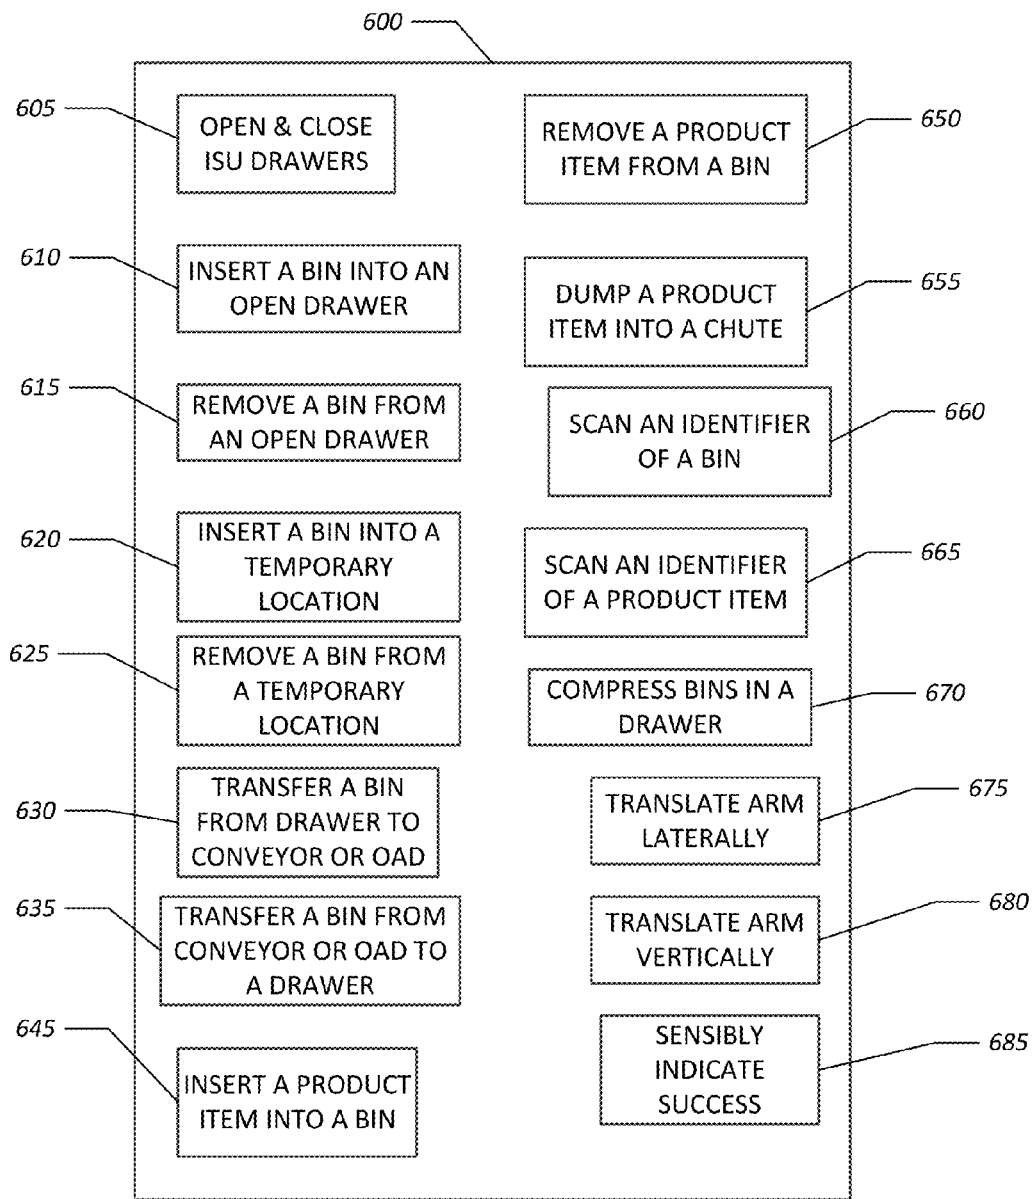 600
605
OPEN & CLOSE
ISU DRAWERS
610
INSERT A BIN INTO AN
OPEN DRAWER
615
REMOVE A BIN FROM
AN OPEN DRAWER
620
INSERT A BIN INTO A
TEMPORARY
LOCATION
625
REMOVE A BIN FROM
A TEMPORARY
LOCATION
630
TRANSFER A BIN
FROM DRAWER TO
CONVEYOR OR OAD
635
TRANSFER A BIN FROM
CONVEYOR OR OAD TO
A DRAWER
645
INSERT A PRODUCT
ITEM INTO A BIN
REMOVE A PRODUCT
ITEM FROM A BIN
650
DUMP A PRODUCT
ITEM INTO A CHUTE
655
SCAN AN IDENTIFIER
OF A BIN
660
SCAN AN IDENTIFIER
OF A PRODUCT ITEM
665
COMPRESS BINS IN A
DRAWER
670
TRANSLATE ARM
LATERALLY
675
TRANSLATE ARM
VERTICALLY
680
SENSIBLY
INDICATE
SUCCESS
685